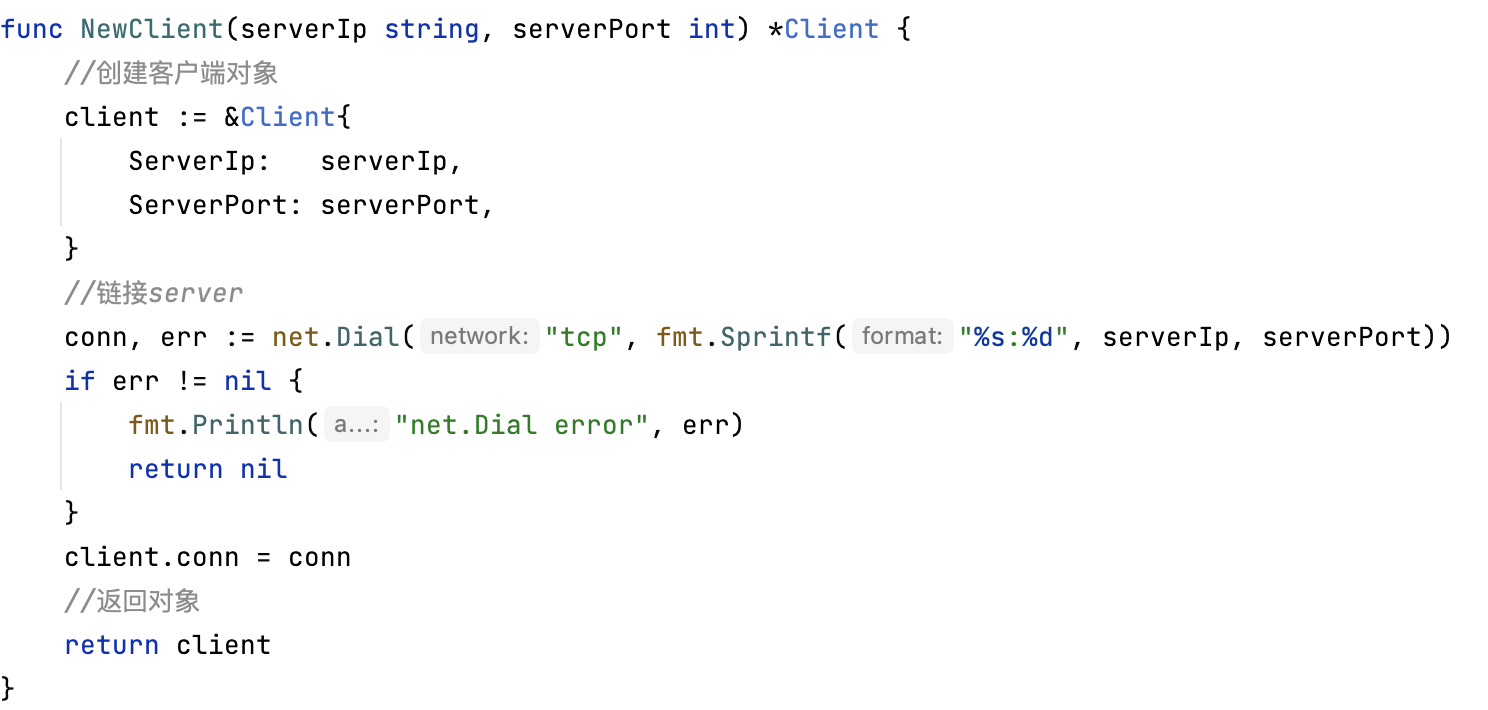 func NewClient(serverIp string, serverPort int) *Client {
    //创建客户端对象
    client := &Client{
        ServerIp:   serverIp,
        ServerPort: serverPort,
    }
    //链接server
    conn, err := net.Dial( network: "tcp", fmt.Sprintf( format: "%s:%d", serverIp, serverPort))
    if err != nil {
        fmt.Println( a...: "net.Dial error", err)
        return nil
    }
    client.conn = conn
    //返回对象
    return client
}